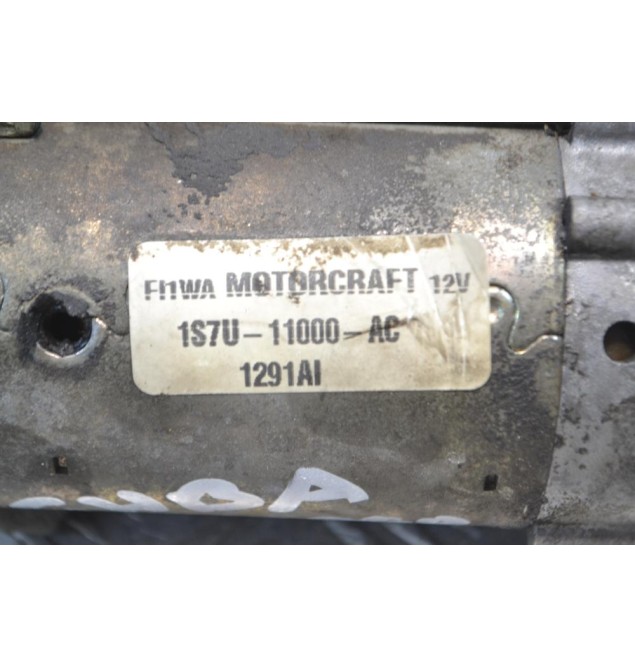 FI1WA MOTORCRAFT 12V
1S7U-11000-AC
1291AI